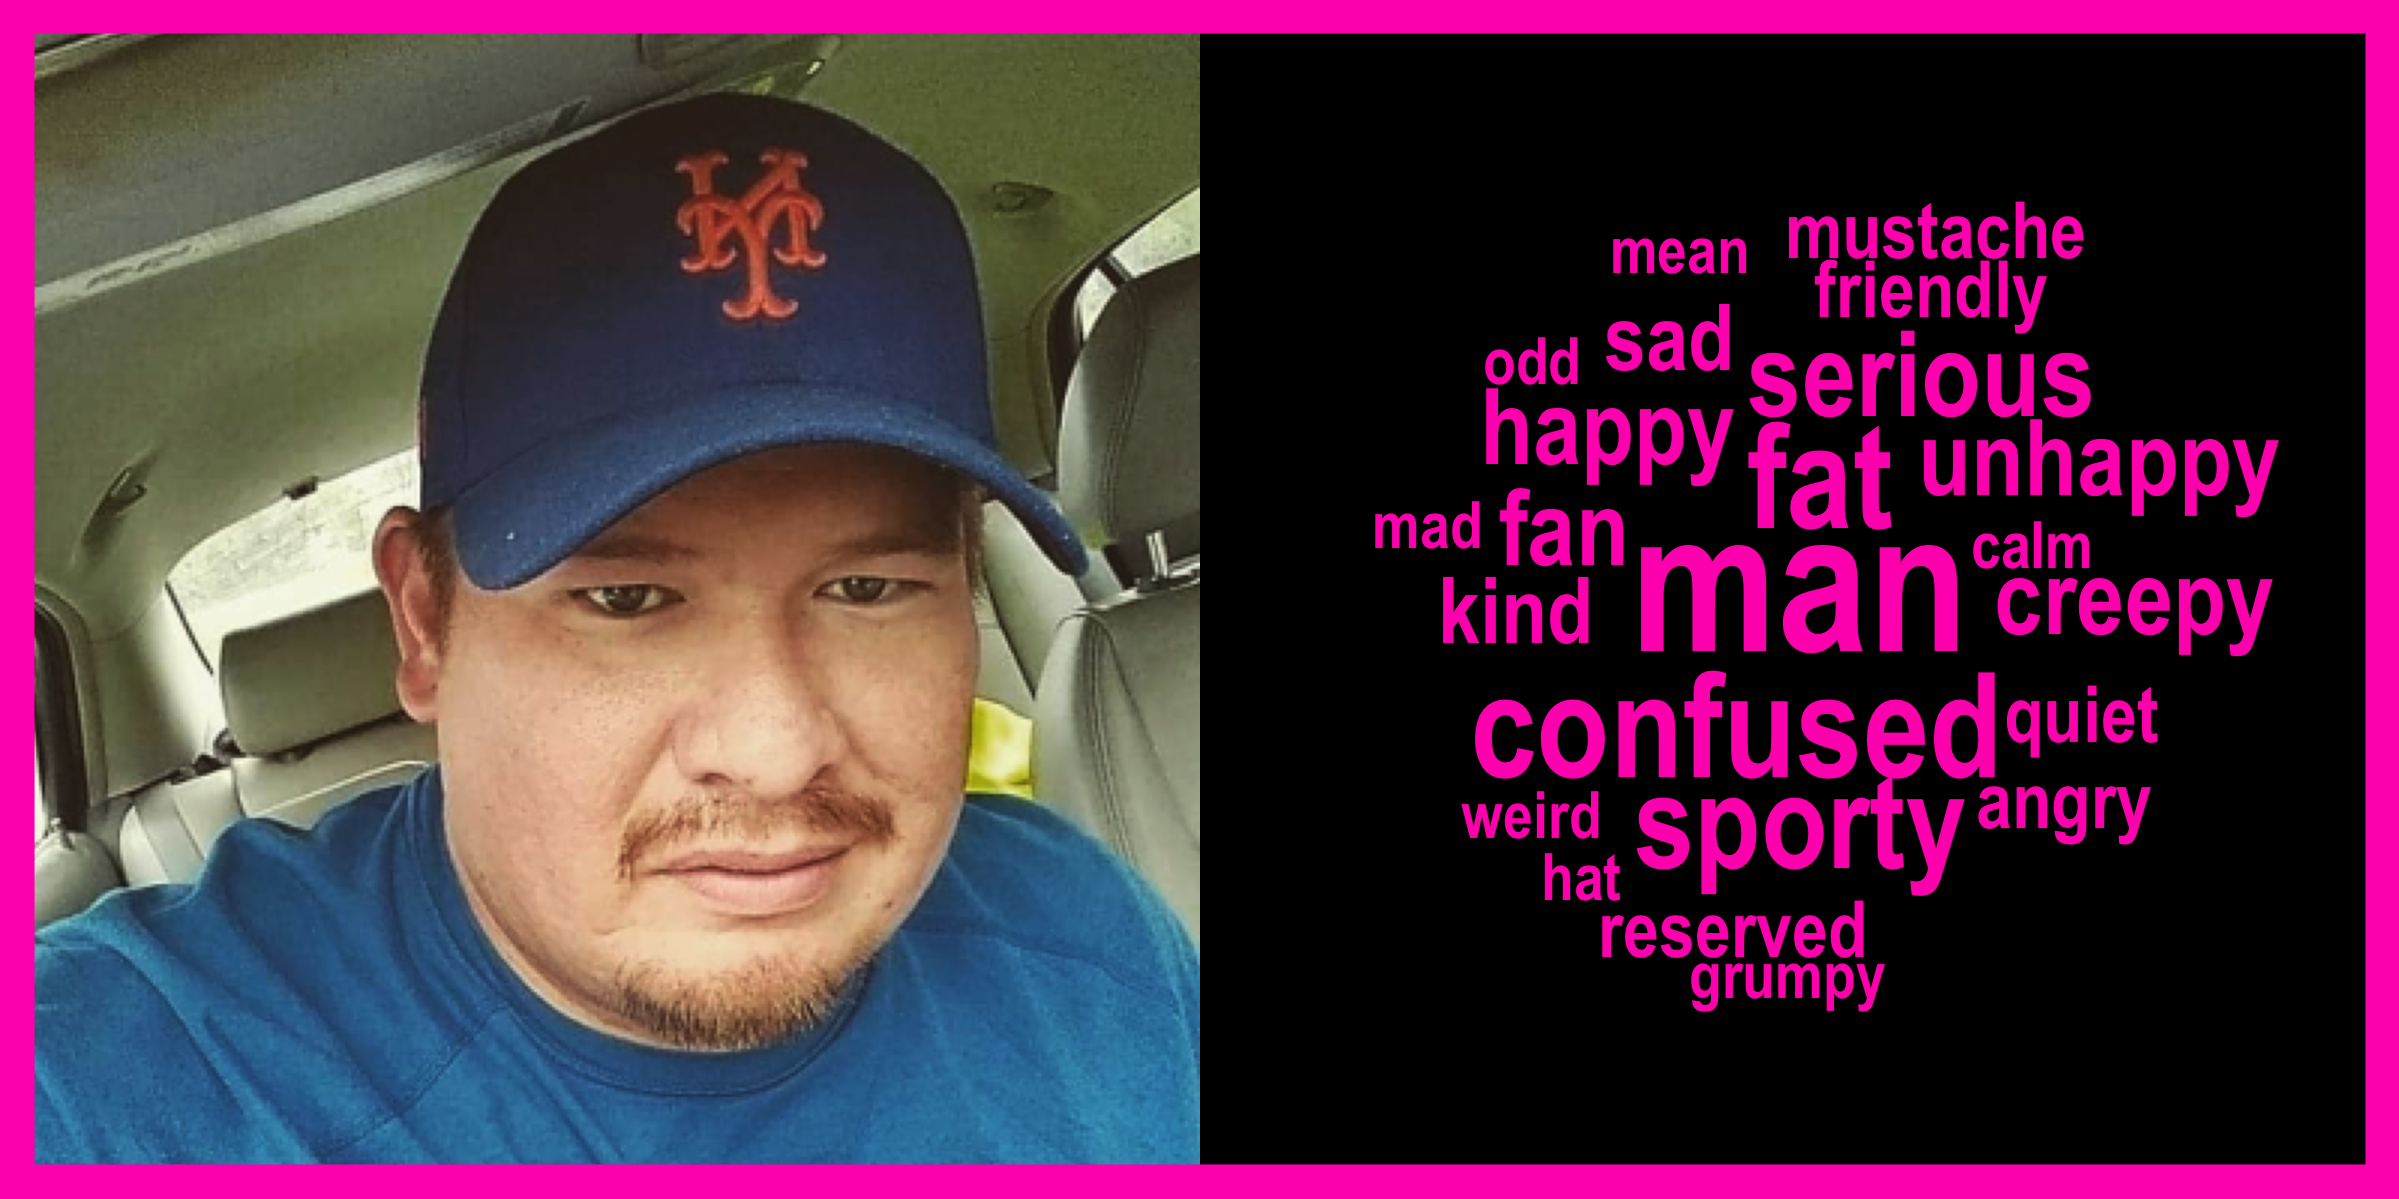 NY
mean mustache
friendly
odd sad serious
happy fat unhappy
mad fan man calm
kind creepy
confused quiet
weird sporty angry
hat
reserved
grumpy